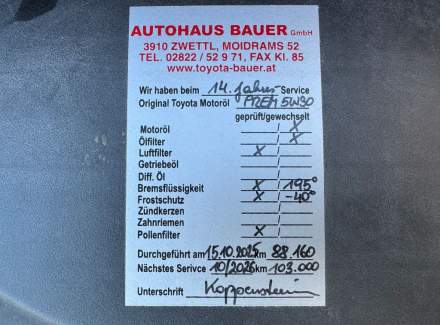 AUTOHAUS BAUER GmbH
3910 ZWETTL, MOIDRAMS 52
TEL. 02822 / 52 9 71, FAX Kl. 85
www.toyota-bauer.at
Wir haben beim 14. Jahres Service
Original Toyota Motoröl PREM 5W30
geprüft/gewechselt
Motoröl / X
Ölfilter / X
Luftfilter X /
Getriebeöl /
Diff. Öl /
Bremsflüssigkeit X / 195°
Frostschutz X / -40°
Zündkerzen /
Zahnriemen /
Pollenfilter X /
Durchgeführt am 15.10.2025 km 88.160
Nächstes Serivce 10/2026 km 103.000
Unterschrift